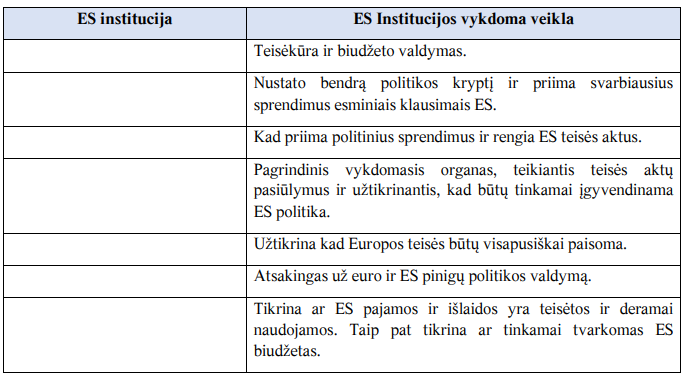 ES institucija
ES Institucijos vykdoma veikla
Teisėkūra ir biudžeto valdymas.
Nustato bendrą politikos kryptį ir priima svarbiausius
sprendimus esminiais klausimais ES.
Kad priima politinius sprendimus ir rengia ES teisės aktus.
Pagrindinis vykdomasis organas, teikiantis teisės aktų
pasiūlymus ir užtikrinantis, kad būtų tinkamai įgyvendinama
ES politika.
Užtikrina kad Europos teisės būtų visapusiškai paisoma.
Atsakingas už euro ir ES pinigų politikos valdymą.
Tikrina ar ES pajamos ir išlaidos yra teisėtos ir deramai
naudojamos. Taip pat tikrina ar tinkamai tvarkomas ES
biudžetas.